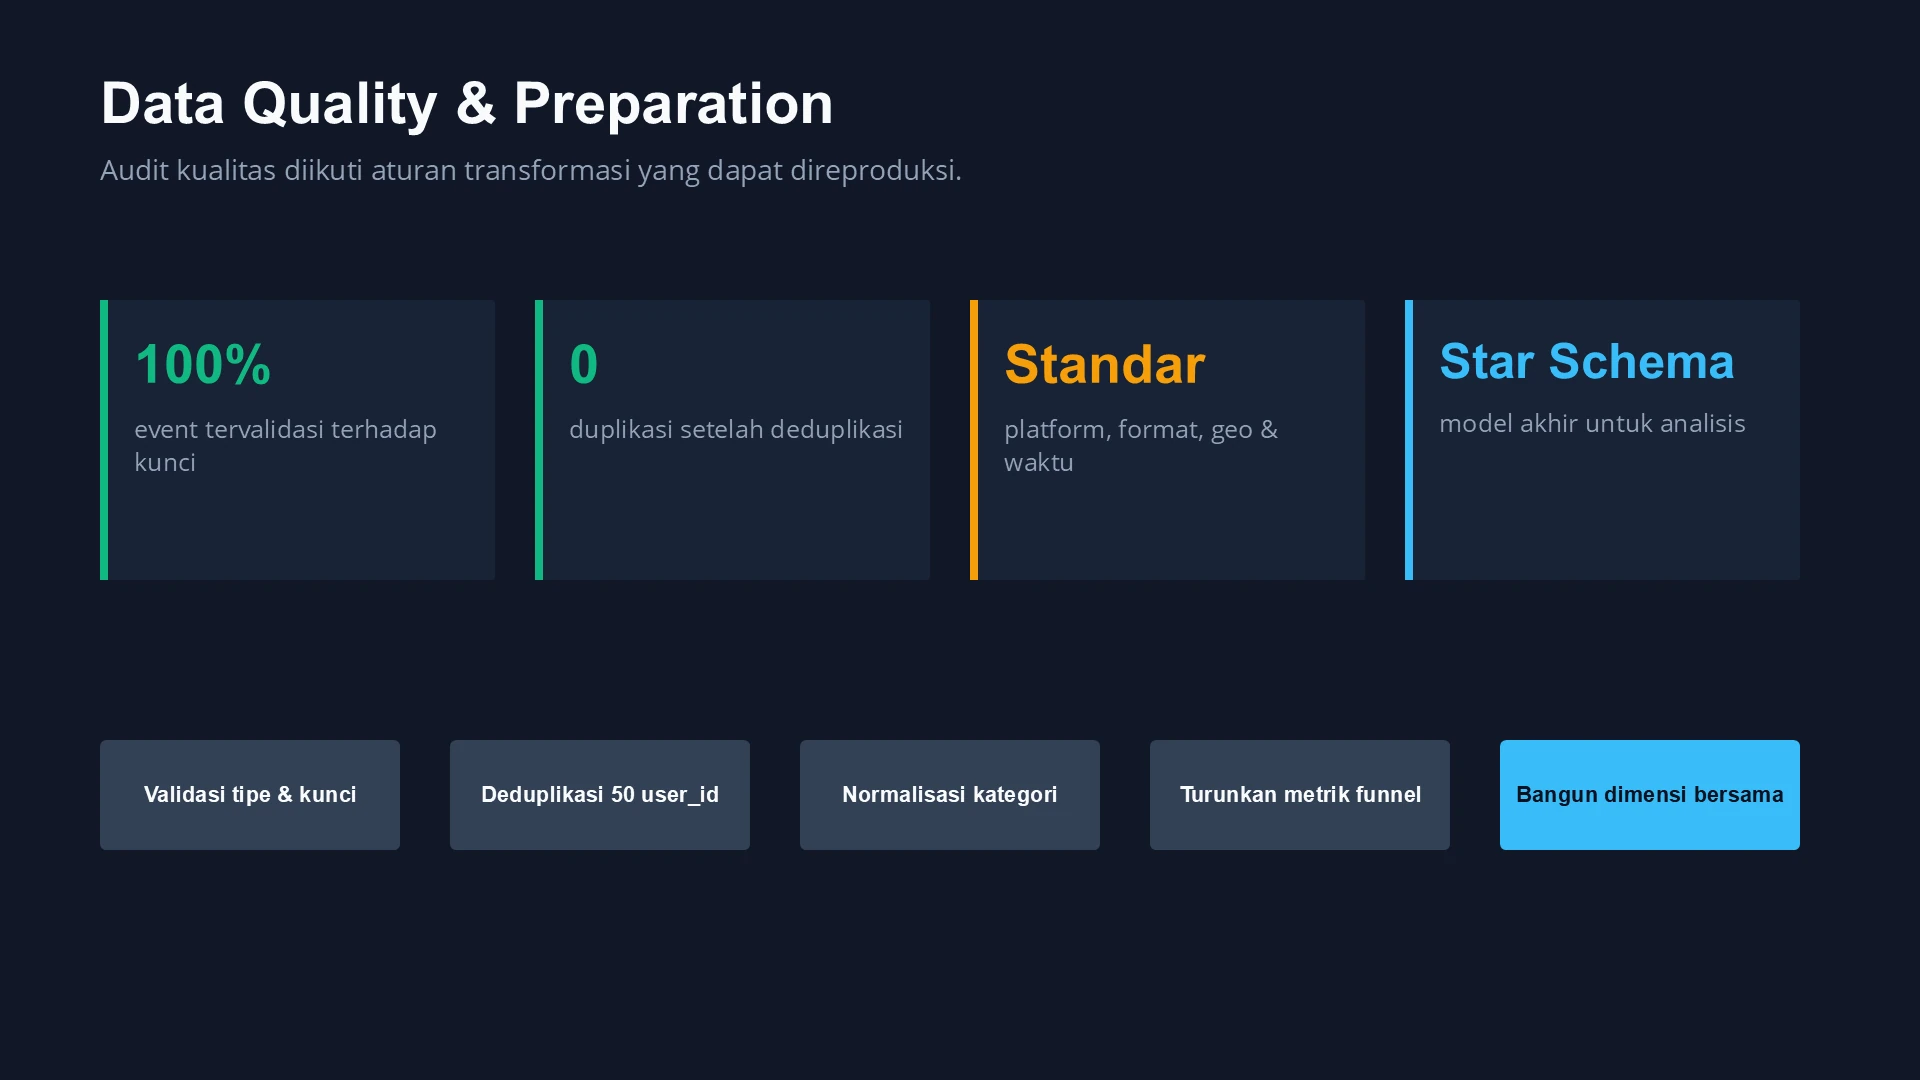 Data Quality & Preparation
Audit kualitas diikuti aturan transformasi yang dapat direproduksi.
100%
event tervalidasi terhadap
kunci
0
duplikasi setelah deduplikasi
Standar
platform, format, geo &
waktu
Star Schema
model akhir untuk analisis
Validasi tipe & kunci
Deduplikasi 50 user_id
Normalisasi kategori
Turunkan metrik funnel
Bangun dimensi bersama